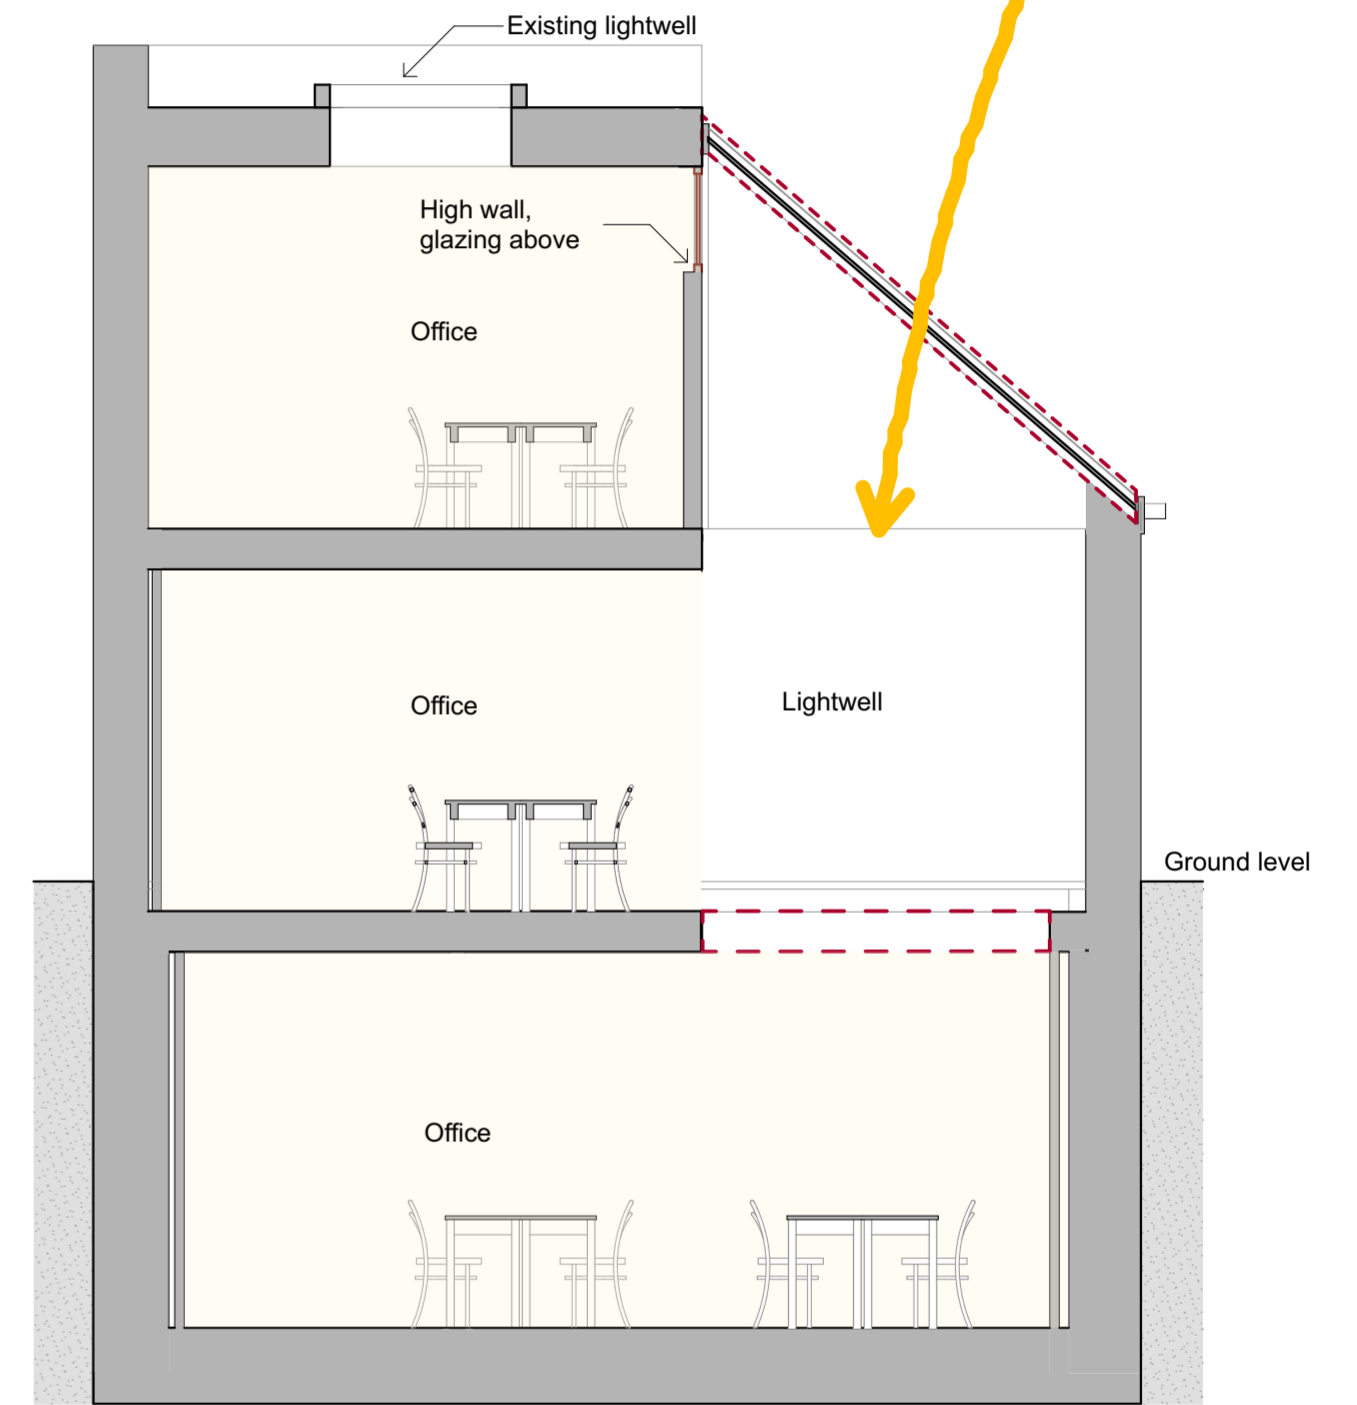 Existing lightwell
High wall,
glazing above
Office
Office
Lightwell
Ground level
Office